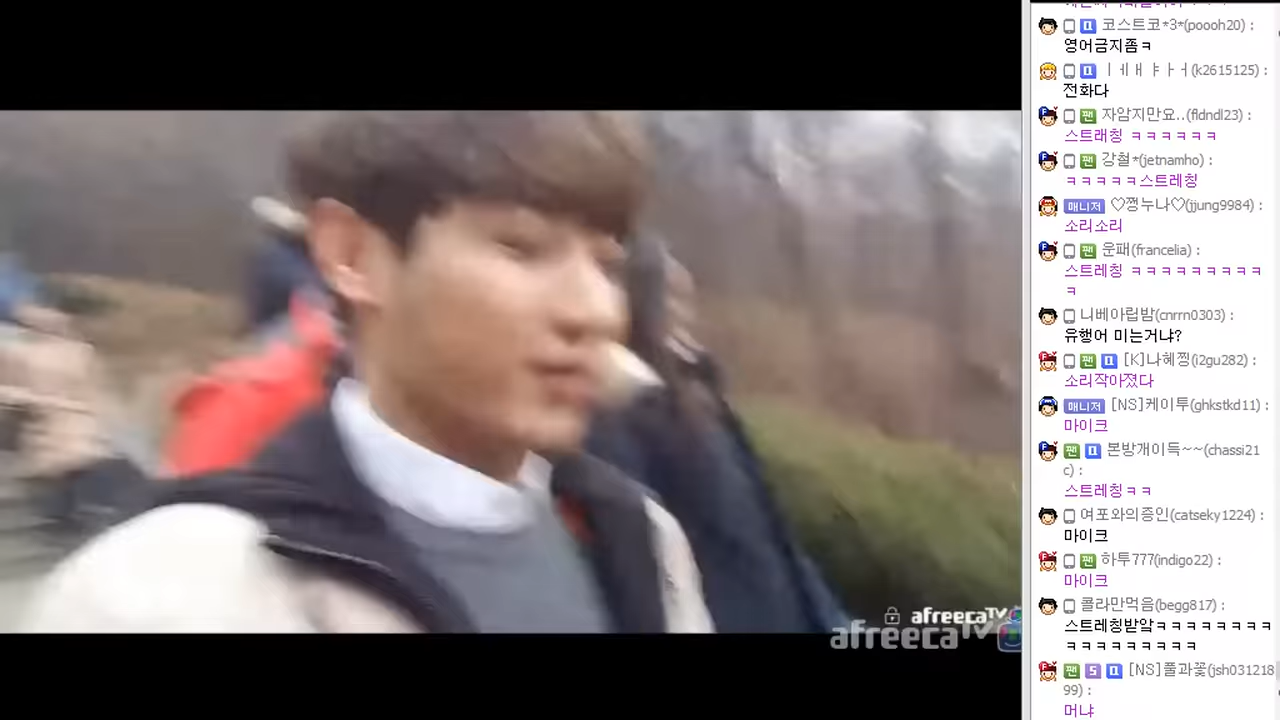 코스트코*3*(poooh20) :
영어금지좀ㅋ
ㅣㅔㅐㅑㅏㅓ(k2615125) :
전화다
팬 자암지만요..(fldndl23) :
스트래칭 ㅋㅋㅋㅋㅋㅋ
팬 강철*(jetnamho) :
ㅋㅋㅋㅋㅋ스트레칭
매니저 ♡쩡누나♡(jjung9984) :
소리소리
팬 운패(francelia) :
스트레칭 ㅋㅋㅋㅋㅋㅋㅋㅋㅋ
ㅋ
니베아립밤(cnrrn0303) :
유행어 미는거냐?
팬 [K]나혜찡(i2gu282) :
소리작아졌다
매니저 [NS]케이투(ghkstkd11) :
마이크
팬 본방개이득~~(chassi21
c) :
스트레칭ㅋㅋ
여포와의증인(catseky1224) :
마이크
팬 하투777(indigo22) :
마이크
콜라만먹음(begg817) :
스트레칭받앜ㅋㅋㅋㅋㅋㅋㅋㅋ
ㅋㅋㅋㅋㅋㅋㅋㅋㅋ
팬 S [NS]풀과꽃(jsh031218
99) :
머냐
afreecaTV
afreecaTV